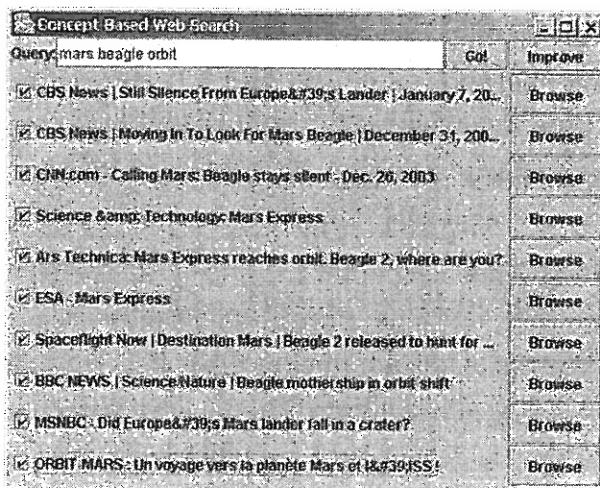 Concept Based Web Search
Query: mars beagle orbit Go! Improve
CBS News | Still Silence From Europe&#39;s Lander | January 7, 20... Browse
CBS News | Moving In To Look For Mars Beagle | December 31, 200... Browse
CNN.com - Calling Mars: Beagle stays silent - Dec. 26, 2003 Browse
Science &amp; Technology: Mars Express Browse
Ars Technica: Mars Express reaches orbit. Beagle 2, where are you? Browse
ESA - Mars Express Browse
Spaceflight Now | Destination Mars | Beagle 2 released to hunt for ... Browse
BBC NEWS | Science/Nature | Beagle mothership in orbit shift Browse
MSNBC - Did Europe&#39;s Mars lander fall in a crater? Browse
ORBIT MARS : Un voyage vers la planète Mars et l&#39;ISS ! Browse